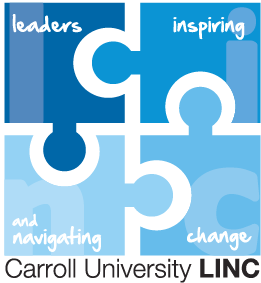 leaders
inspiring
and
navigating
change
l
i
n
c
Carroll University LINC